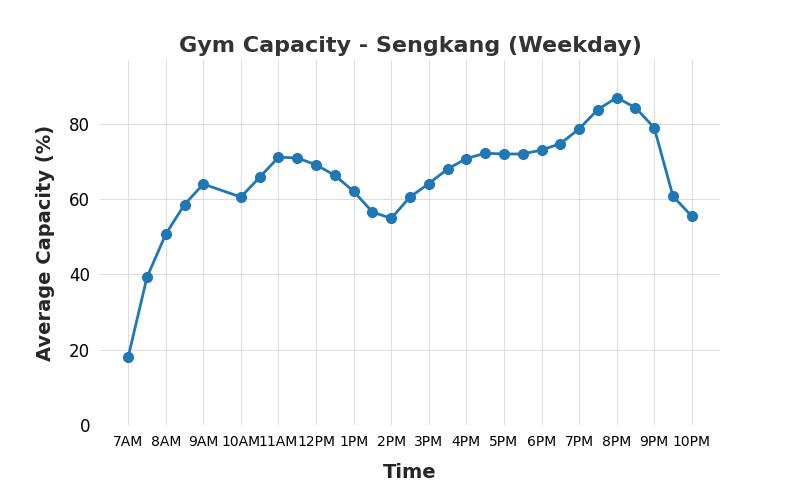 Gym Capacity - Sengkang (Weekday)
Average Capacity (%)
80
60
40
20
0
7AM 8AM 9AM 10AM 11AM 12PM 1PM 2PM 3PM 4PM 5PM 6PM 7PM 8PM 9PM 10PM
Time